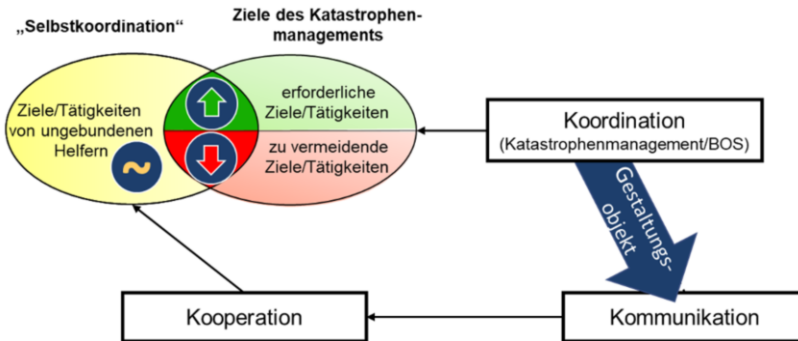 „Selbstkoordination“
Ziele des Katastrophen-
managements
Ziele/Tätigkeiten
von ungebundenen
Helfern
~
erforderliche
Ziele/Tätigkeiten
zu vermeidende
Ziele/Tätigkeiten
Koordination
(Katastrophenmanagement/BOS)
Gestaltungs-
objekt
Kooperation
Kommunikation